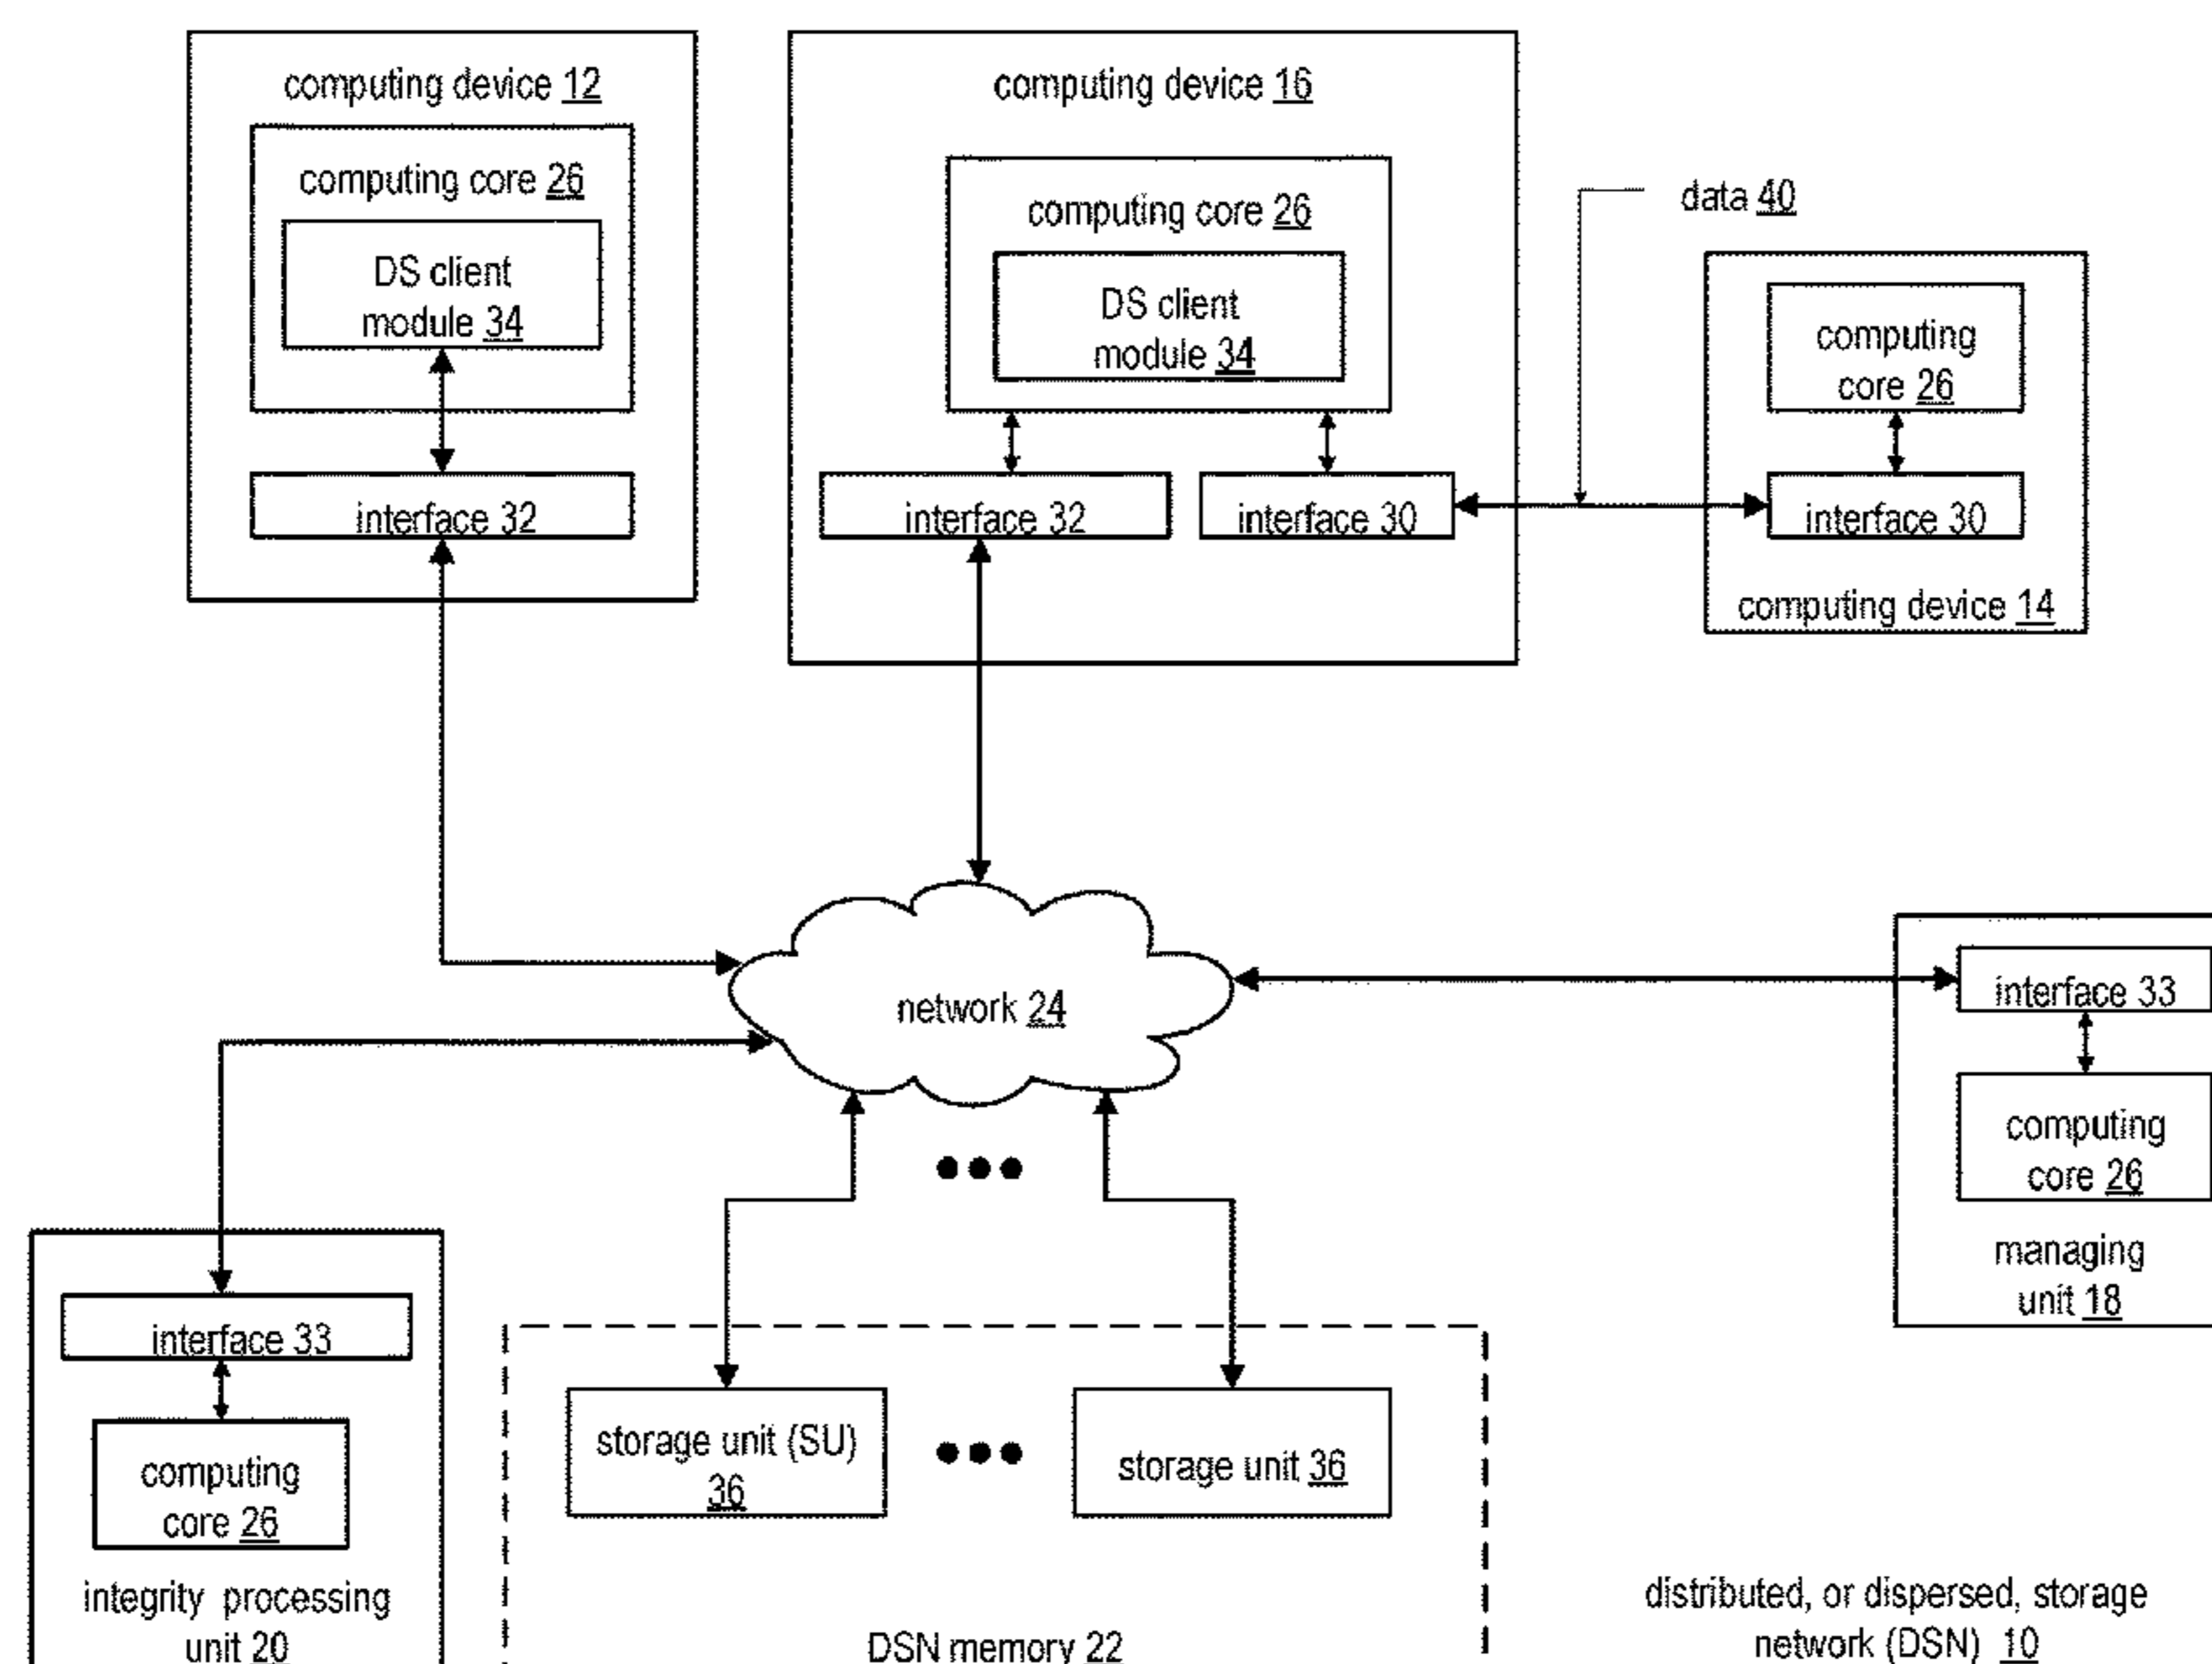 computing device 12
computing core 26
DS client
module 34
interface 32
computing device 16
computing core 26
DS client
module 34
interface 32
interface 30
data 40
computing
core 26
interface 30
computing device 14
network 24
interface 33
computing
core 26
managing
unit 18
interface 33
computing
core 26
integrity processing
unit 20
storage unit (SU)
36
storage unit 36
DSN memory 22
distributed, or dispersed, storage
network (DSN) 10